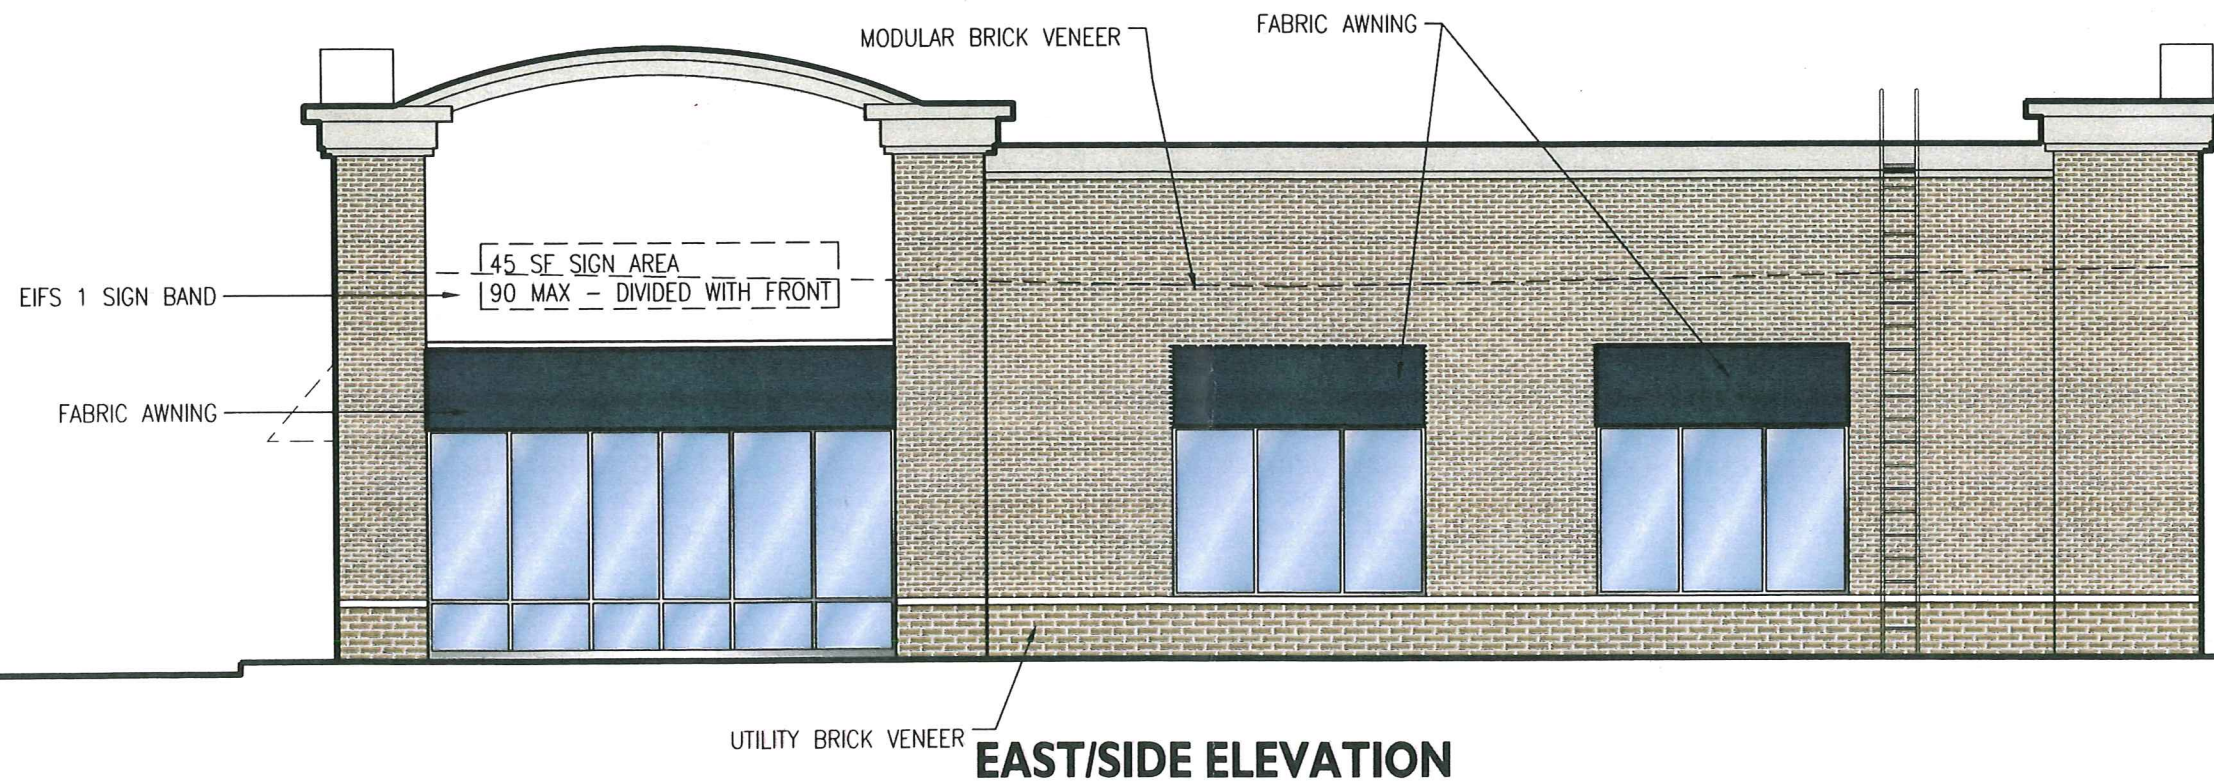 FABRIC AWNING
MODULAR BRICK VENEER
45 SF SIGN AREA
90 MAX - DIVIDED WITH FRONT
EIFS 1 SIGN BAND
FABRIC AWNING
UTILITY BRICK VENEER
EAST/SIDE ELEVATION